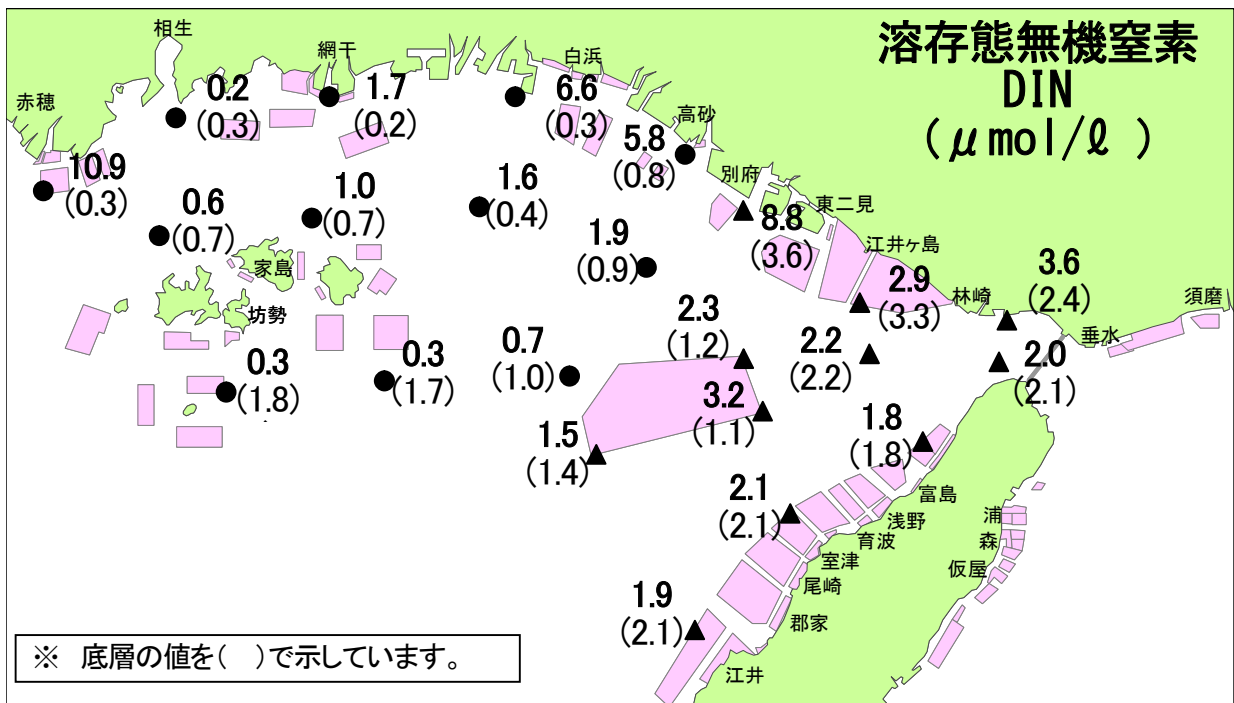 溶存態無機窒素
DIN
(μmol/ℓ )
相生
網干
白浜
赤穂
高砂
別府
東二見
江井ヶ島
林崎
須磨
垂水
家島
坊勢
富島
浅野
育波
室津
尾崎
郡家
江井
浦
森
仮屋
0.2
(0.3)
1.7
(0.2)
6.6
(0.3)
5.8
(0.8)
10.9
(0.3)
0.6
(0.7)
1.0
(0.7)
1.6
(0.4)
1.9
(0.9)
8.8
(3.6)
2.9
(3.3)
3.6
(2.4)
2.3
(1.2)
2.2
(2.2)
2.0
(2.1)
0.3
(1.8)
0.3
(1.7)
0.7
(1.0)
3.2
(1.1)
1.5
(1.4)
1.8
(1.8)
2.1
(2.1)
1.9
(2.1)
※ 底層の値を( )で示しています。